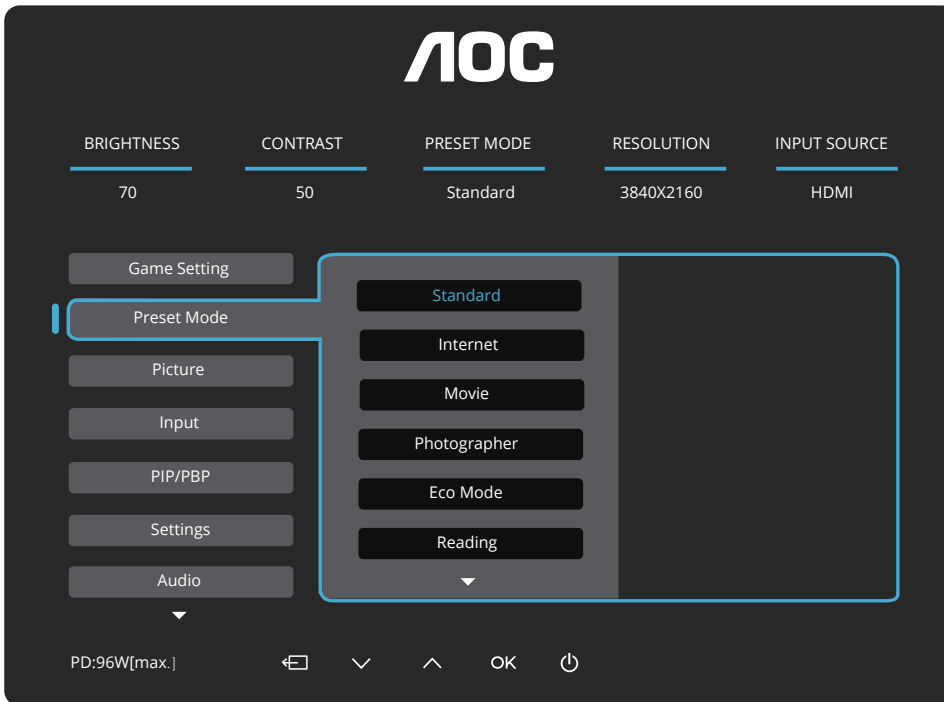 AOC
BRIGHTNESS CONTRAST PRESET MODE RESOLUTION INPUT SOURCE
70 50 Standard 3840X2160 HDMI
Game Setting
Preset Mode
Picture
Input
PIP/PBP
Settings
Audio
Standard
Internet
Movie
Photographer
Eco Mode
Reading
PD:96W[max.] OK